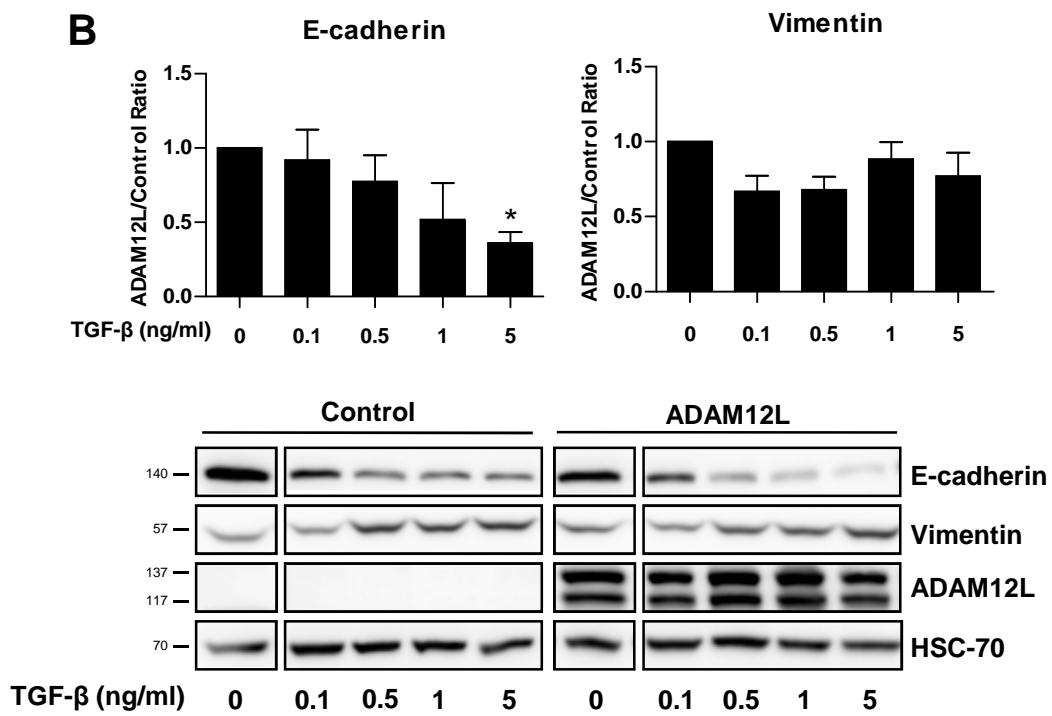 B
E-cadherin
ADAM12L/Control Ratio
1.5
1.0
0.5
0.0
*
TGF-β (ng/ml) 0 0.1 0.5 1 5
Vimentin
ADAM12L/Control Ratio
1.5
1.0
0.5
0.0
0 0.1 0.5 1 5
Control ADAM12L
140 E-cadherin
57 Vimentin
137
117 ADAM12L
70 HSC-70
TGF-β (ng/ml) 0 0.1 0.5 1 5 0 0.1 0.5 1 5